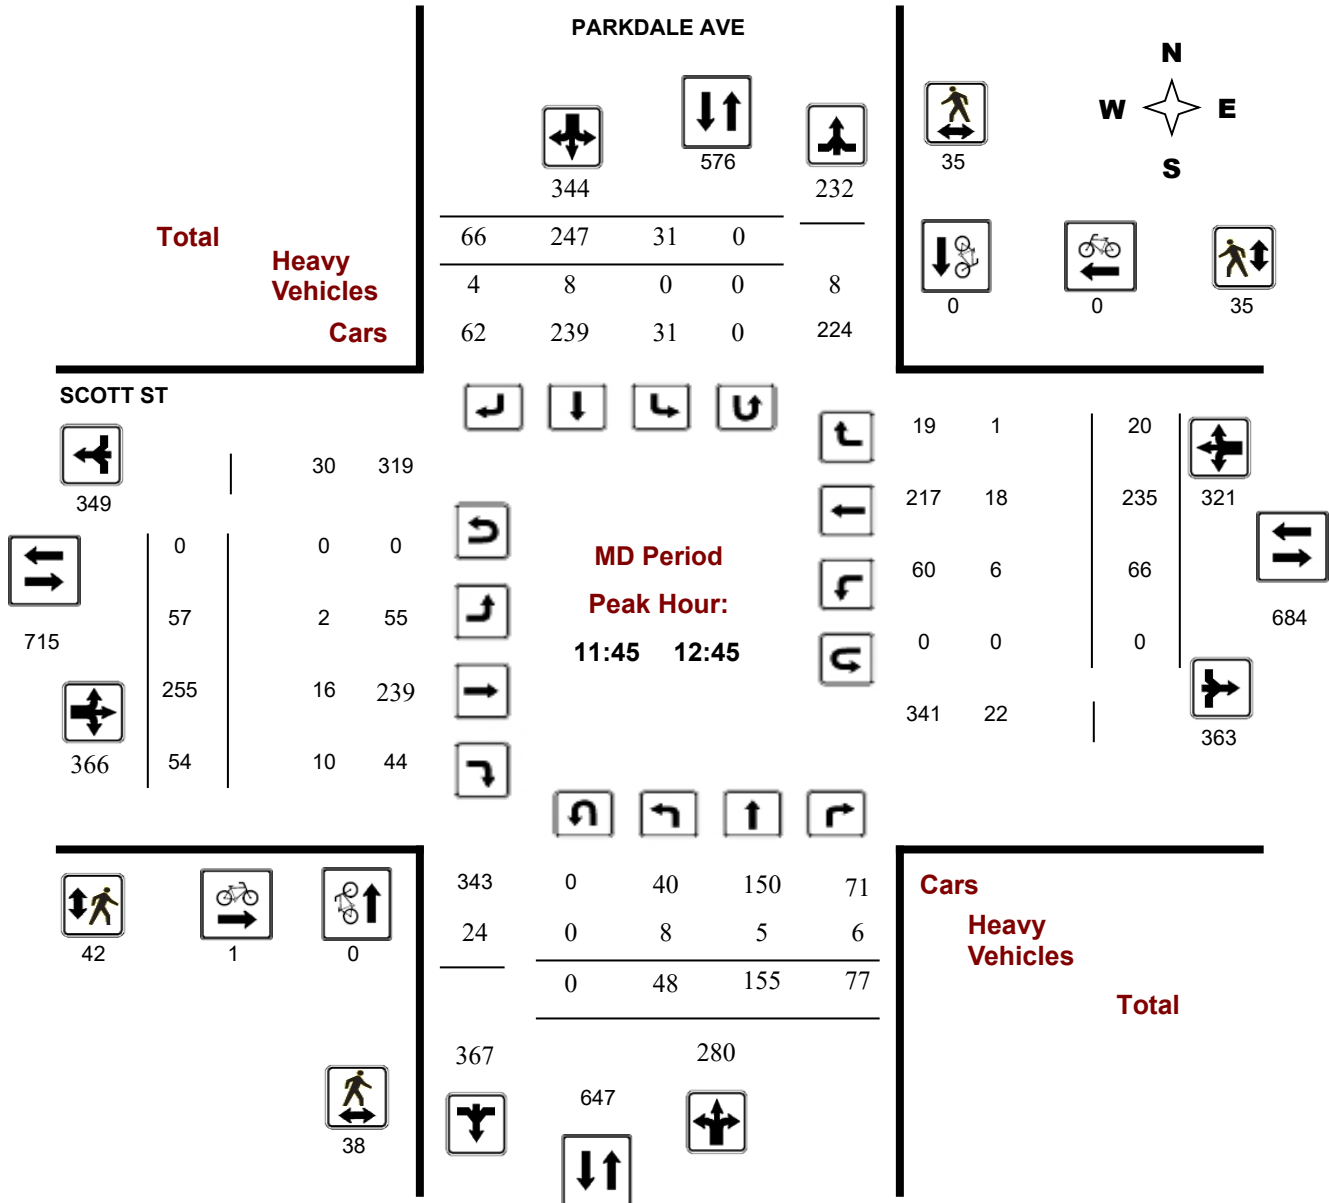 PARKDALE AVE
N
W E
S
344
576
232
35
Total
66 247 31 0
Heavy
Vehicles
4 8 0 0 8
Cars
62 239 31 0 224
0
0
35
SCOTT ST
349
30 319
19 1 20
321
217 18 235
0 0 0
MD Period
60 6 66
715
57 2 55
Peak Hour:
684
11:45 12:45
0 0 0
255 16 239
341 22
363
366
54 10 44
343 0 40 150 71
Cars
24 0 8 5 6
Heavy
Vehicles
42
1
0
0 48 155 77
Total
367
280
647
38